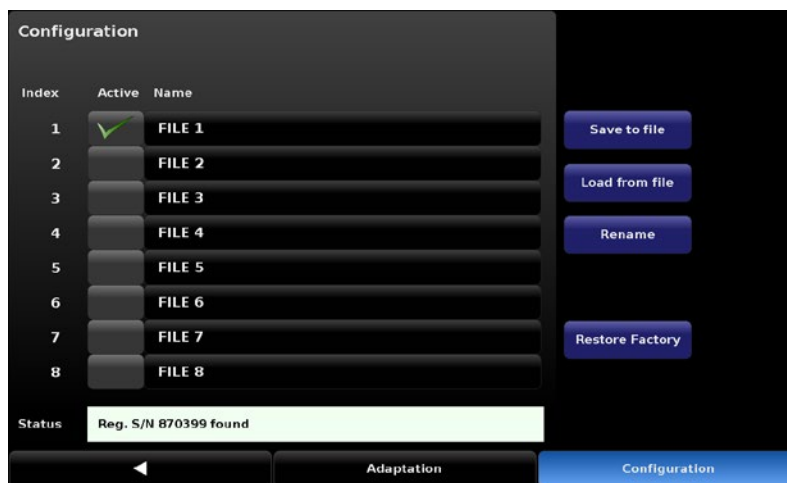 Configuration
Index Active Name
1 FILE 1
2 FILE 2
3 FILE 3
4 FILE 4
5 FILE 5
6 FILE 6
7 FILE 7
8 FILE 8
Save to file
Load from file
Rename
Restore Factory
Status Reg. S/N 870399 found
Adaptation Configuration